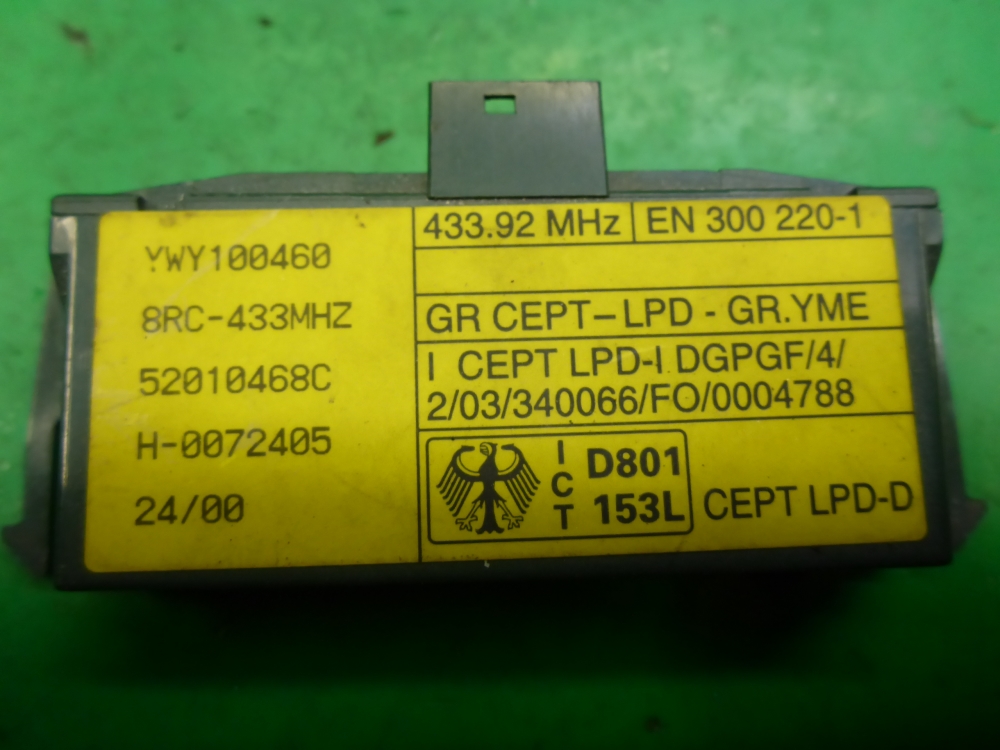 YWY100460
8RC-433MHZ
52010468C
H-0072405
24/00
433.92 MHz
EN 300 220-1
GR CEPT-LPD - GR.YME
I CEPT LPD-I DGPGF/4/
2/03/340066/FO/0004788
ICT
D801
153L
CEPT LPD-D